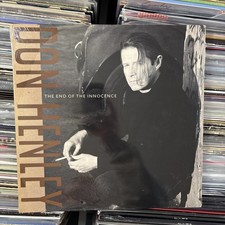 DON HENLEY
THE END OF THE INNOCENCE